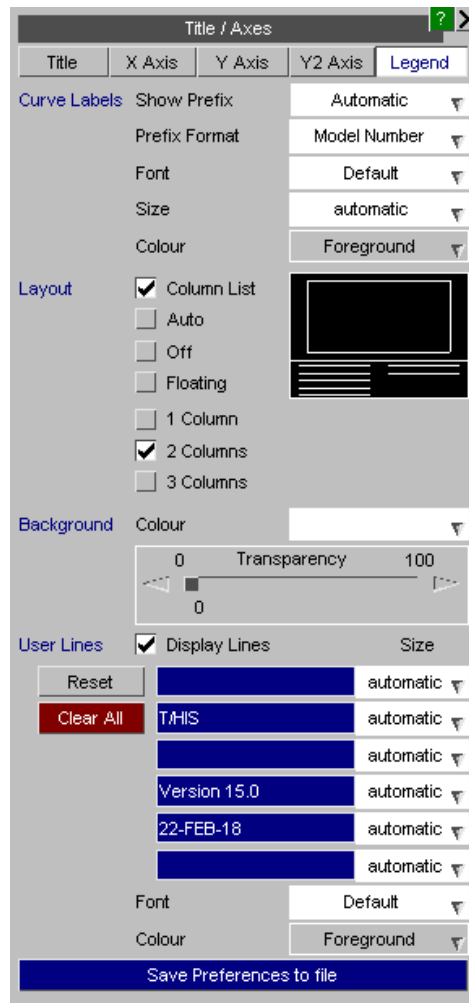 Title / Axes ?
Title X Axis Y Axis Y2 Axis Legend
Curve Labels Show Prefix Automatic
Prefix Format Model Number
Font Default
Size automatic
Colour Foreground
Layout Column List
Auto
Off
Floating
1 Column
2 Columns
3 Columns
Background Colour
0 Transparency 100
0
User Lines Display Lines Size
Reset automatic
Clear All T/HIS automatic
automatic
Version 15.0 automatic
22-FEB-18 automatic
automatic
Font Default
Colour Foreground
Save Preferences to file